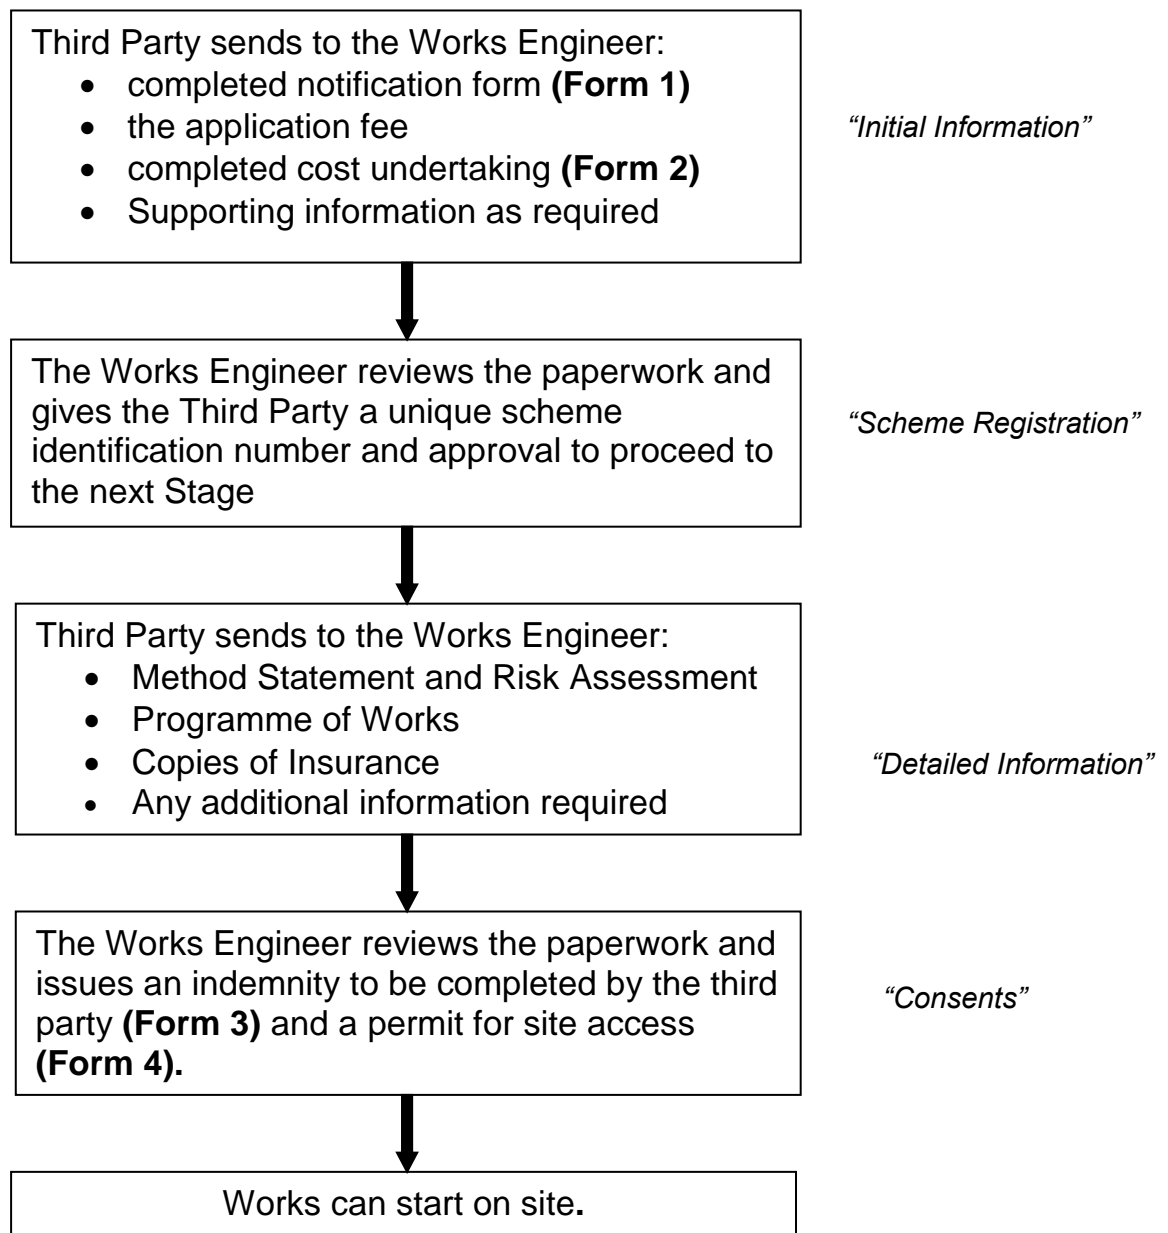 Third Party sends to the Works Engineer:
• completed notification form (Form 1)
• the application fee
• completed cost undertaking (Form 2)
• Supporting information as required
“Initial Information”
The Works Engineer reviews the paperwork and
gives the Third Party a unique scheme
identification number and approval to proceed to
the next Stage
“Scheme Registration”
Third Party sends to the Works Engineer:
• Method Statement and Risk Assessment
• Programme of Works
• Copies of Insurance
• Any additional information required
“Detailed Information”
The Works Engineer reviews the paperwork and
issues an indemnity to be completed by the third
party (Form 3) and a permit for site access
(Form 4).
“Consents”
Works can start on site.